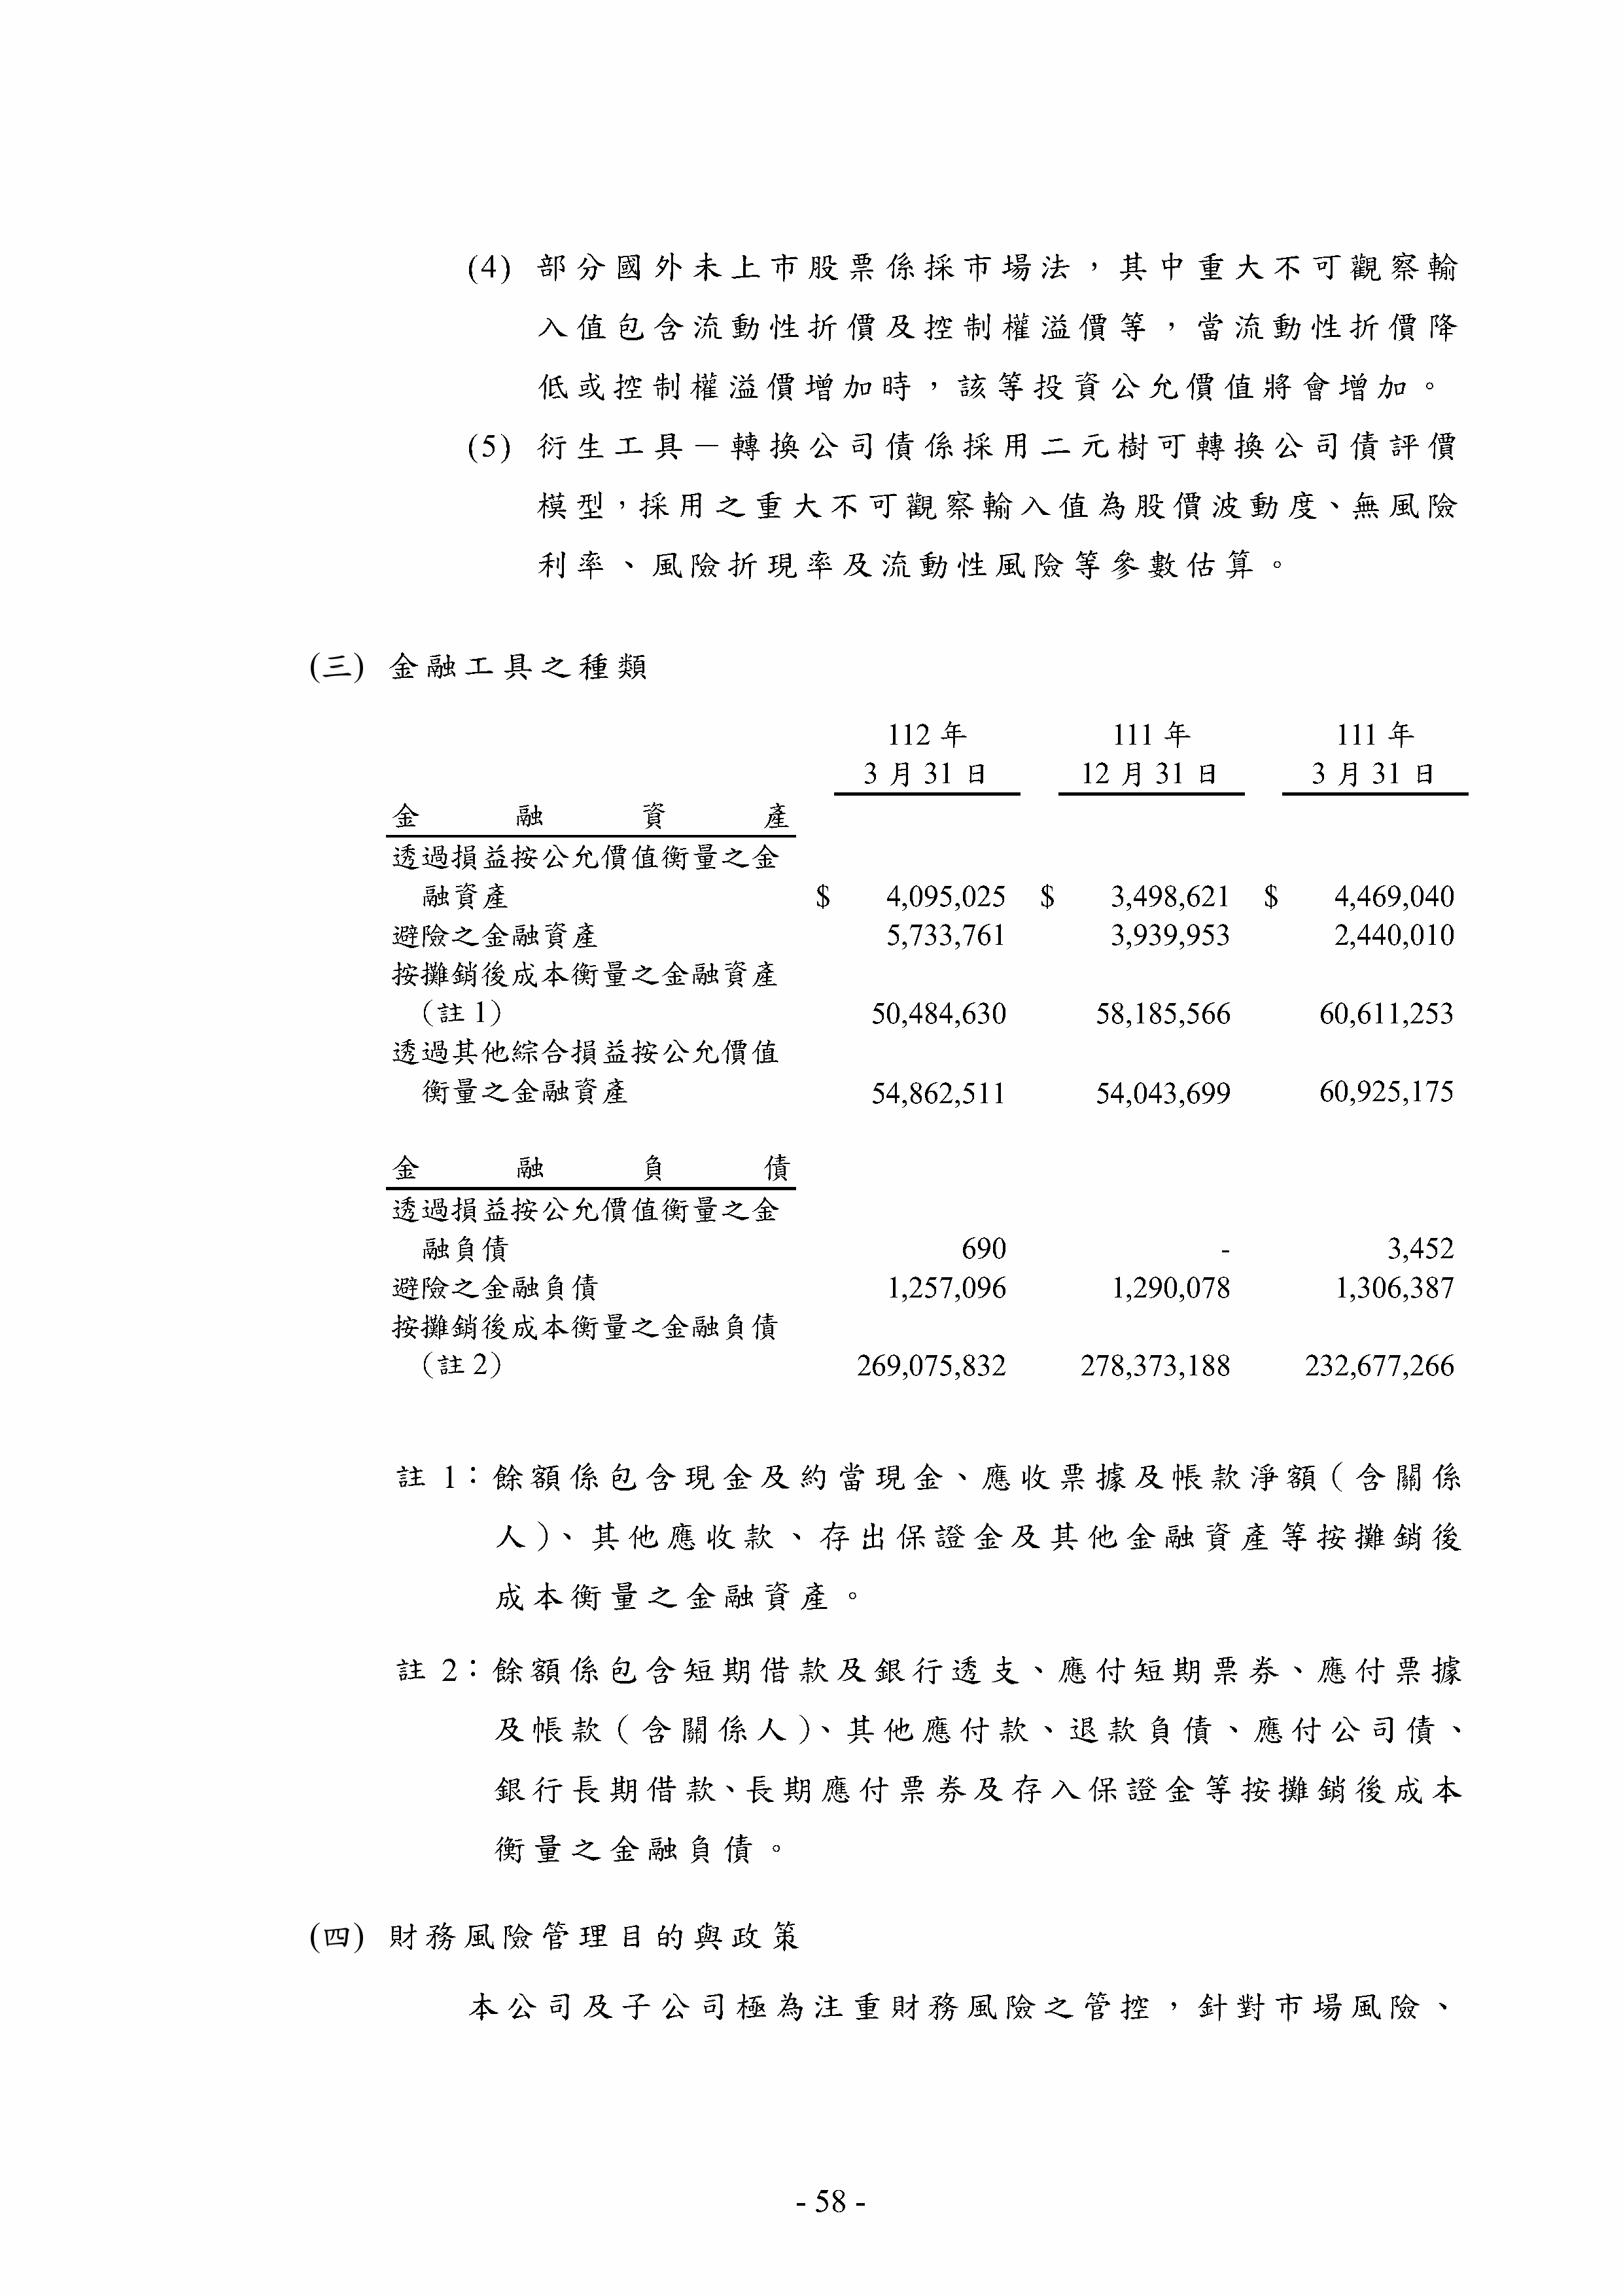 (4) 部分國外未上市股票係採市場法，其中重大不可觀察輸
入值包含流動性折價及控制權溢價等，當流動性折價降
低或控制權溢價增加時，該等投資公允價值將會增加。
(5) 衍生工具－轉換公司債係採用二元樹可轉換公司債評價
模型，採用之重大不可觀察輸入值為股價波動度、無風險
利率、風險折現率及流動性風險等參數估算。
(三) 金融工具之種類
112 年 111 年 111 年
3 月 31 日 12 月 31 日 3 月 31 日
金融資產
透過損益按公允價值衡量之金
融資產 $ 4,095,025 $ 3,498,621 $ 4,469,040
避險之金融資產 5,733,761 3,939,953 2,440,010
按攤銷後成本衡量之金融資產
（註 1） 50,484,630 58,185,566 60,611,253
透過其他綜合損益按公允價值
衡量之金融資產 54,862,511 54,043,699 60,925,175
金融負債
透過損益按公允價值衡量之金
融負債 690 - 3,452
避險之金融負債 1,257,096 1,290,078 1,306,387
按攤銷後成本衡量之金融負債
（註 2） 269,075,832 278,373,188 232,677,266
註 1：餘額係包含現金及約當現金、應收票據及帳款淨額（含關係
人）、其他應收款、存出保證金及其他金融資產等按攤銷後
成本衡量之金融資產。
註 2：餘額係包含短期借款及銀行透支、應付短期票券、應付票據
及帳款（含關係人）、其他應付款、退款負債、應付公司債、
銀行長期借款、長期應付票券及存入保證金等按攤銷後成本
衡量之金融負債。
(四) 財務風險管理目的與政策
本公司及子公司極為注重財務風險之管控，針對市場風險、
- 58 -